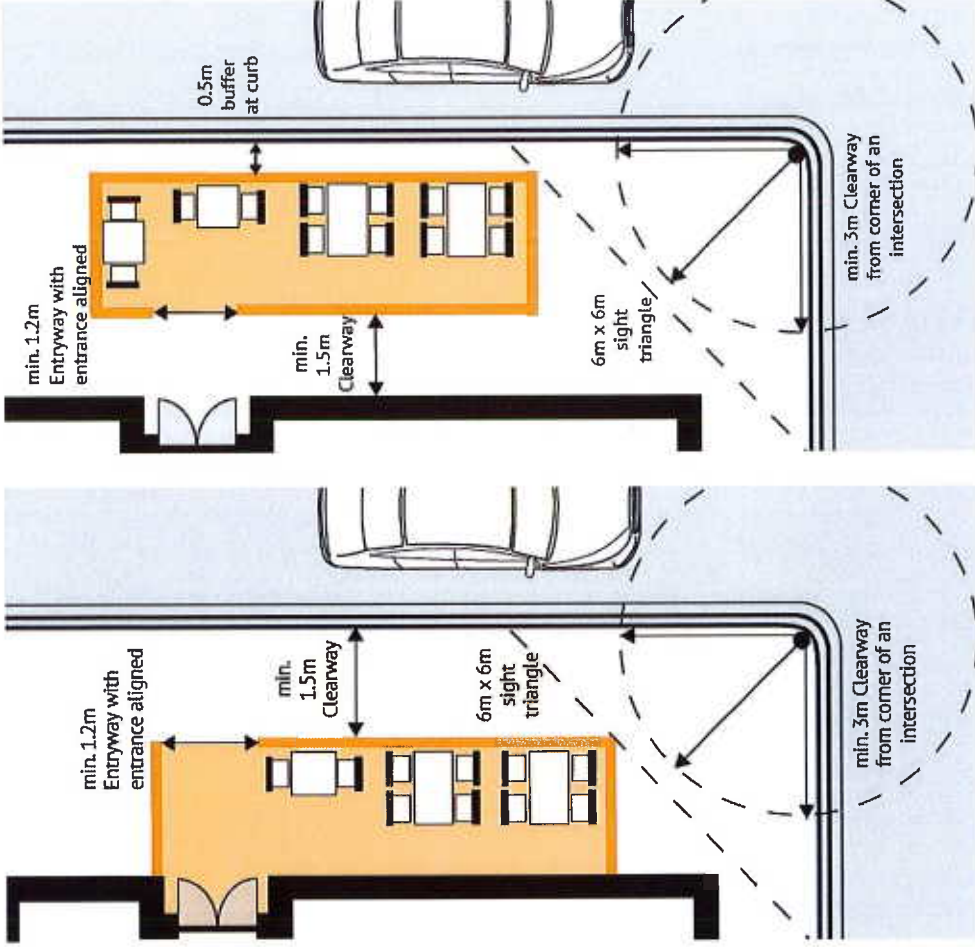 0.5m
buffer
at curb
min. 1.2m
Entryway with
entrance aligned
min.
1.5m
Clearway
6m x 6m
sight
triangle
min. 3m Clearway
from corner of an
intersection
min. 1.2m
Entryway with
entrance aligned
min.
1.5m
Clearway
6m x 6m
sight
triangle
min. 3m Clearway
from corner of an
intersection